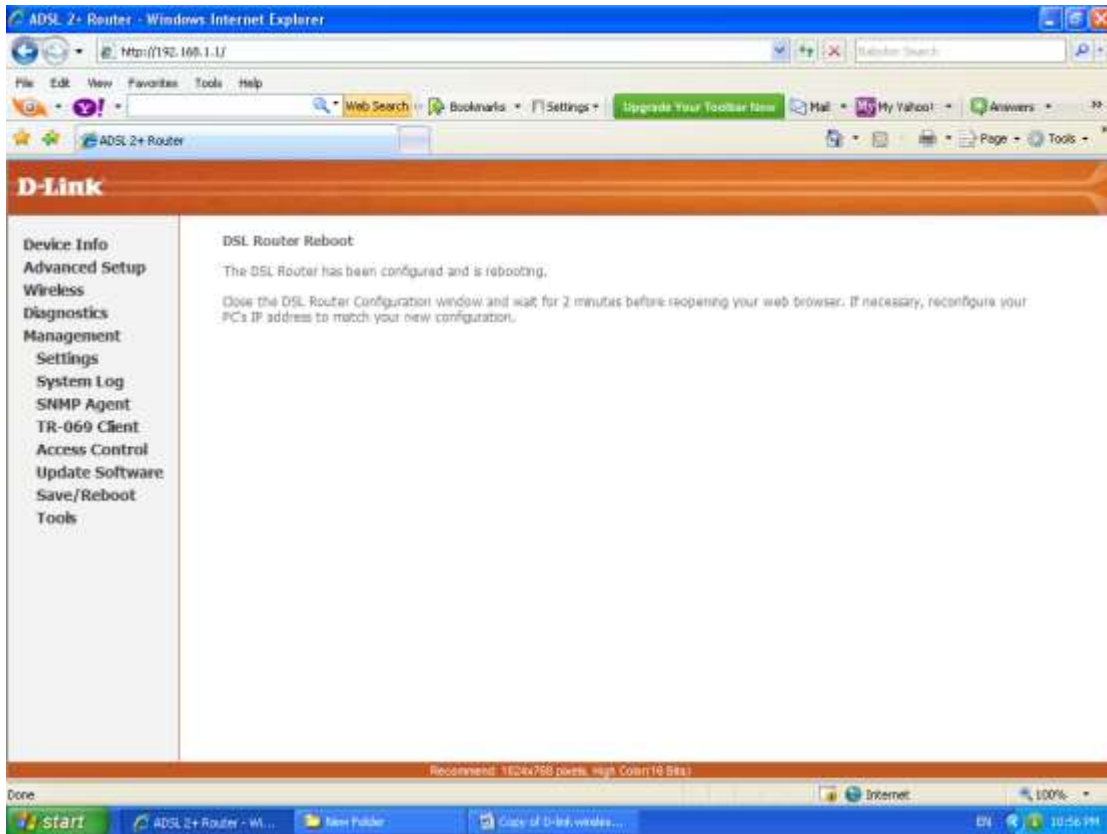 ADSL 2+ Router - Windows Internet Explorer
http://192.168.1.1/
File Edit View Favorites Tools Help
Web Search Bookmarks Settings Upgrade Your Toolbar Now Mail My Yahoo! Answers
ADSL 2+ Router Page Tools
D-Link
Device Info
Advanced Setup
Wireless
Diagnostics
Management
Settings
System Log
SNMP Agent
TR-069 Client
Access Control
Update Software
Save/Reboot
Tools
DSL Router Reboot
The DSL Router has been configured and is rebooting.
Close the DSL Router Configuration window and wait for 2 minutes before reopening your web browser. If necessary, reconfigure your
PC's IP address to match your new configuration.
Recommend: 1024x768 pixels, High Color(16 Bits)
Done Internet 100%
start ADSL 2+ Router - Wi... New Folder Copy of D-link wireles... EN 10:56 PM